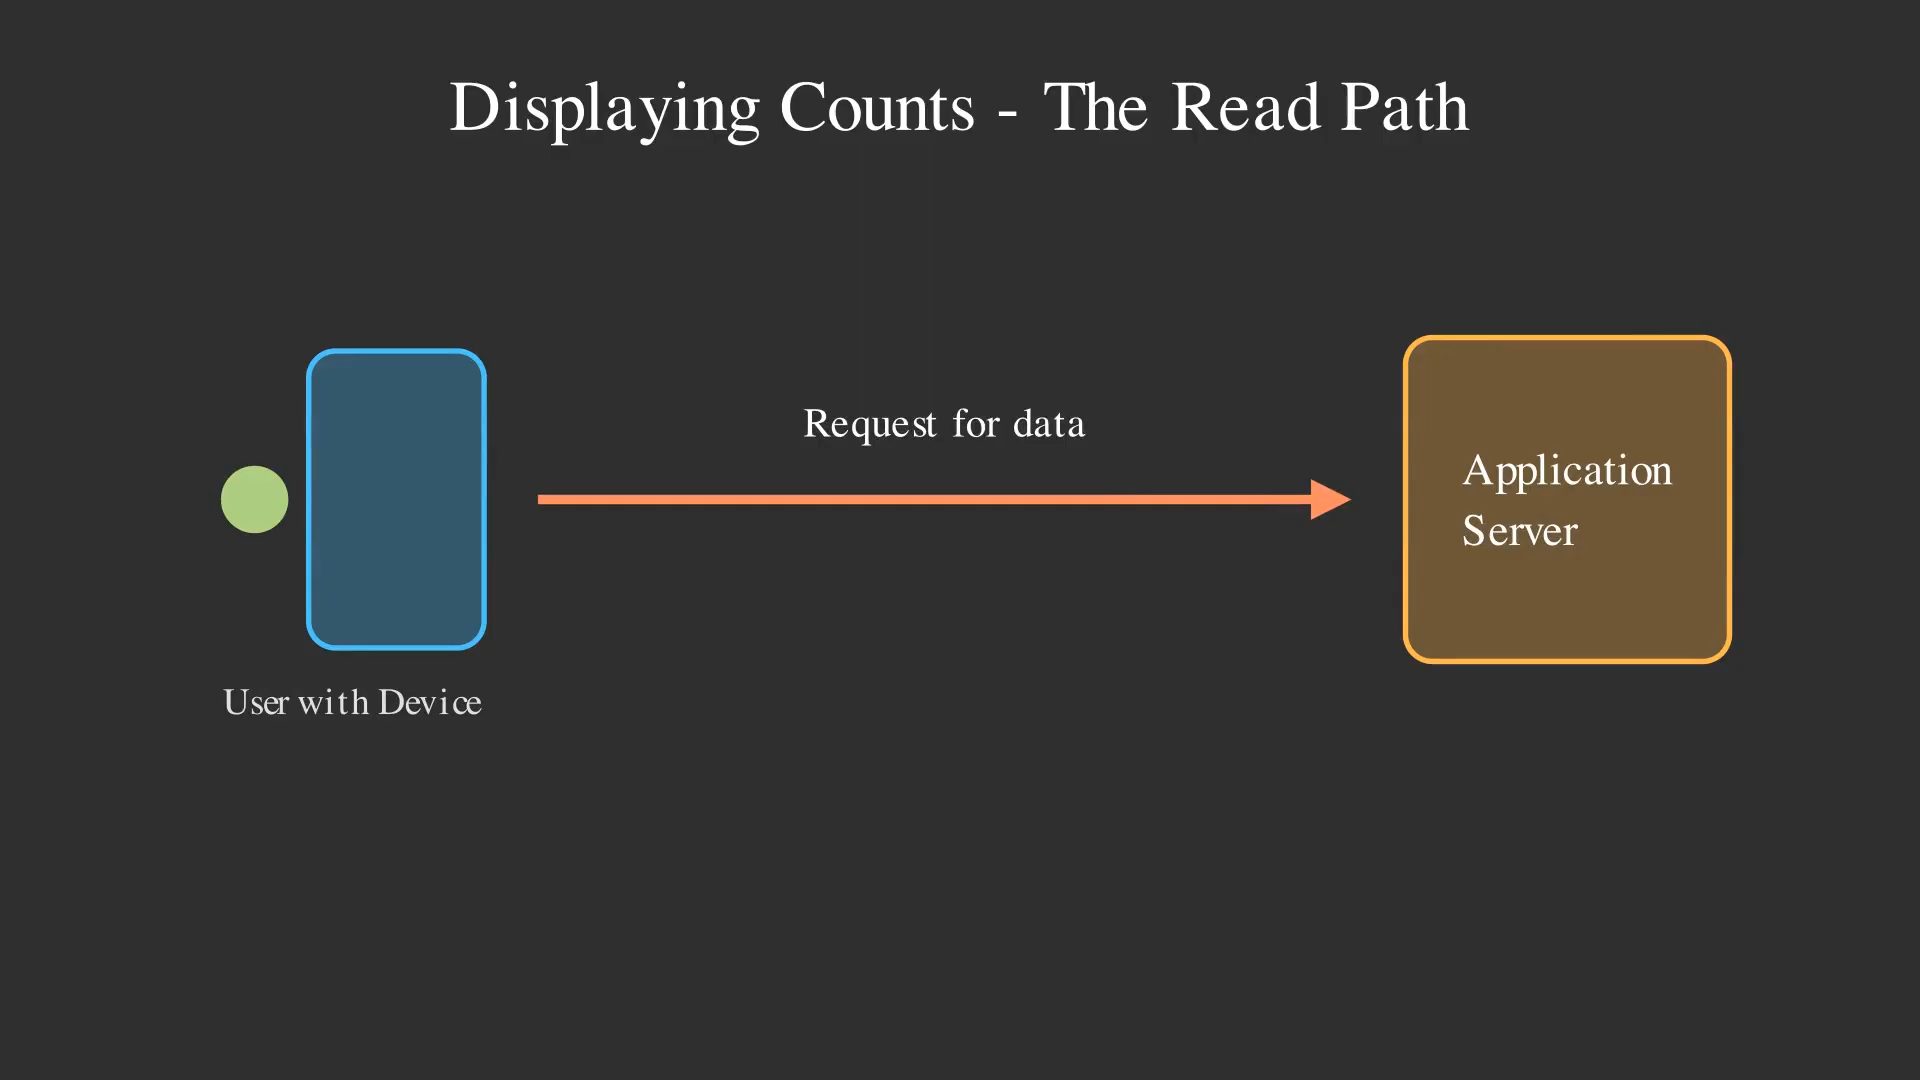 Displaying Counts - The Read Path
Request for data
Application
Server
User with Device